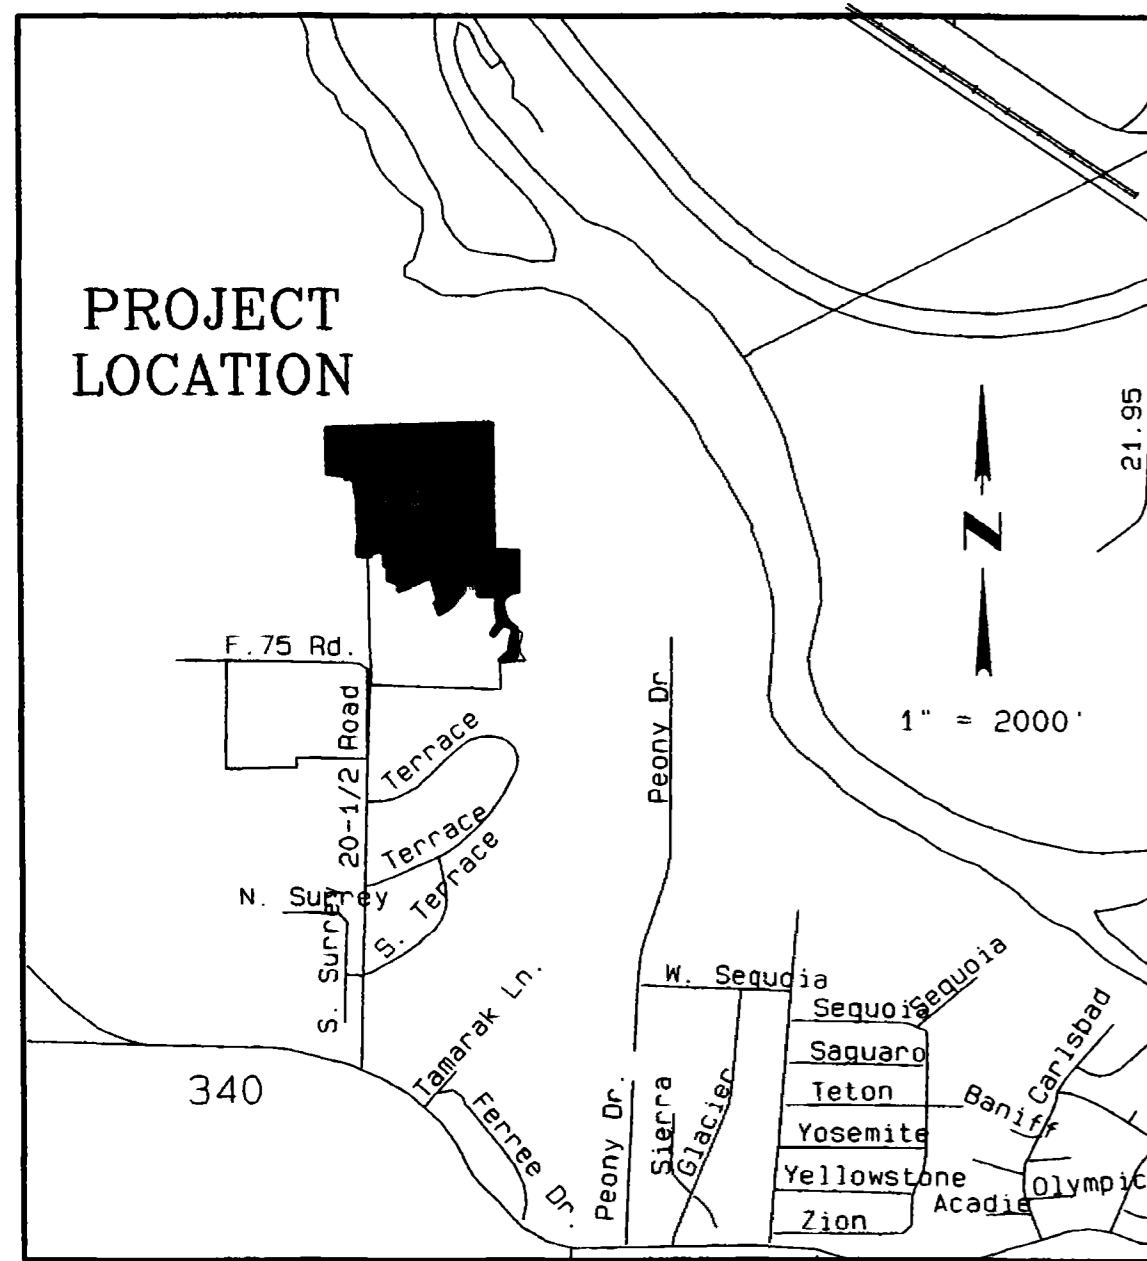 PROJECT
LOCATION
21.95
N
1" = 2000'
F.75 Rd.
20-1/2 Road
Terrace
Terrace
S. Terrace
N. Surrey
S. Surrey
Peony Dr
W. Sequoia
Sequoia
Sequoia
Saguaro
Teton
Yosemite
Yellowstone
Zion
Tamarak Ln.
340
Ferree Dr.
Peony Dr.
Sierra
Glacier
Baniff
Carlsbad
Acadie
Olympic